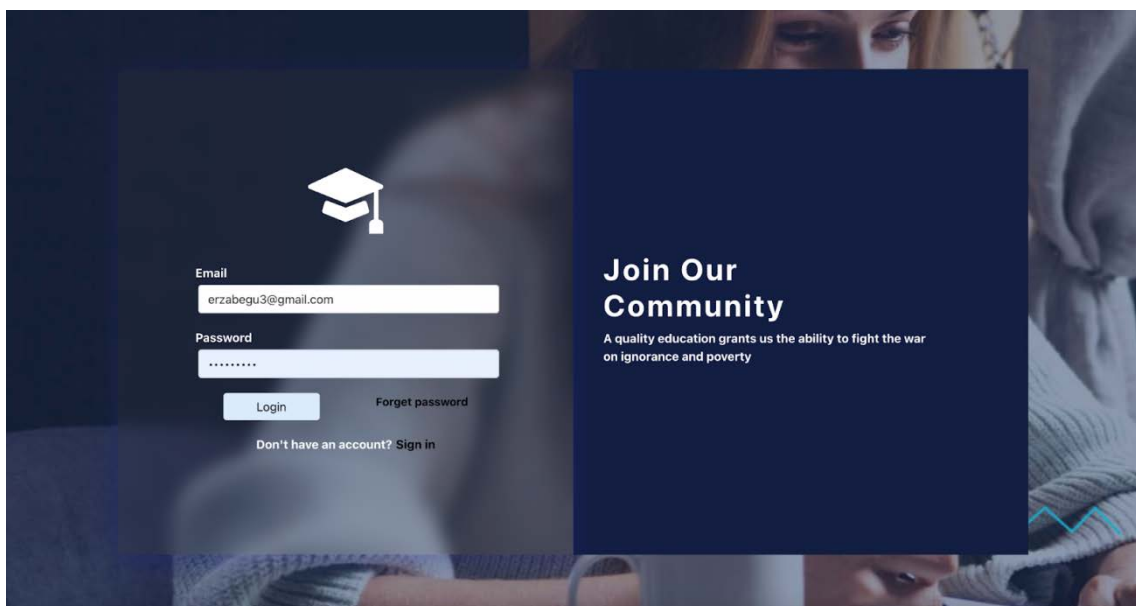 Email
erzabegu3@gmail.com
Password
•••••••••
Login
Forget password
Don't have an account? Sign in
Join Our
Community
A quality education grants us the ability to fight the war
on ignorance and poverty